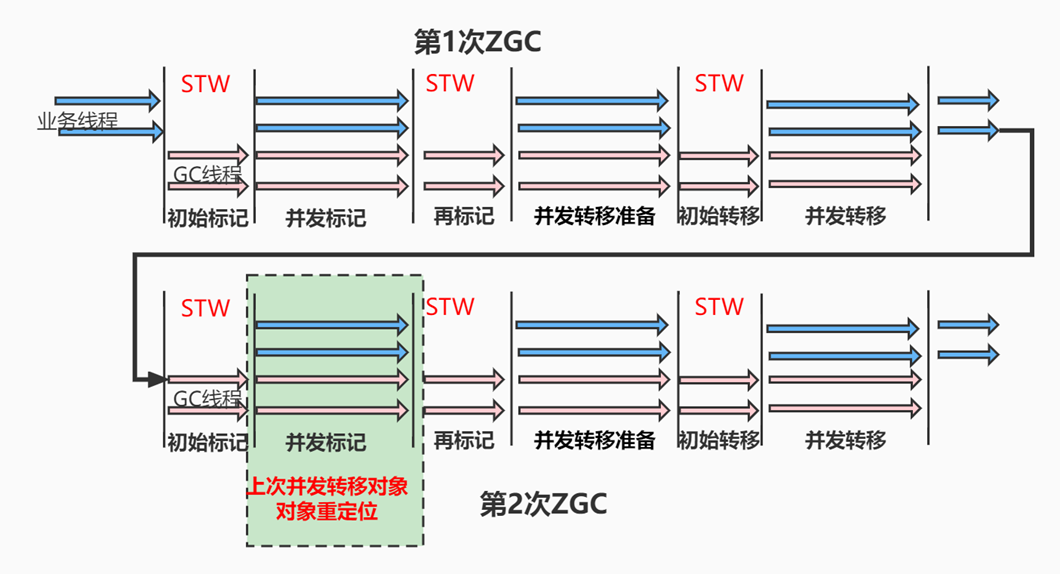 第1次ZGC
STW
STW
STW
业务线程
GC线程
初始标记
并发标记
再标记
并发转移准备
初始转移
并发转移
STW
STW
STW
GC线程
初始标记
并发标记
再标记
并发转移准备
初始转移
并发转移
上次并发转移对象
对象重定位
第2次ZGC